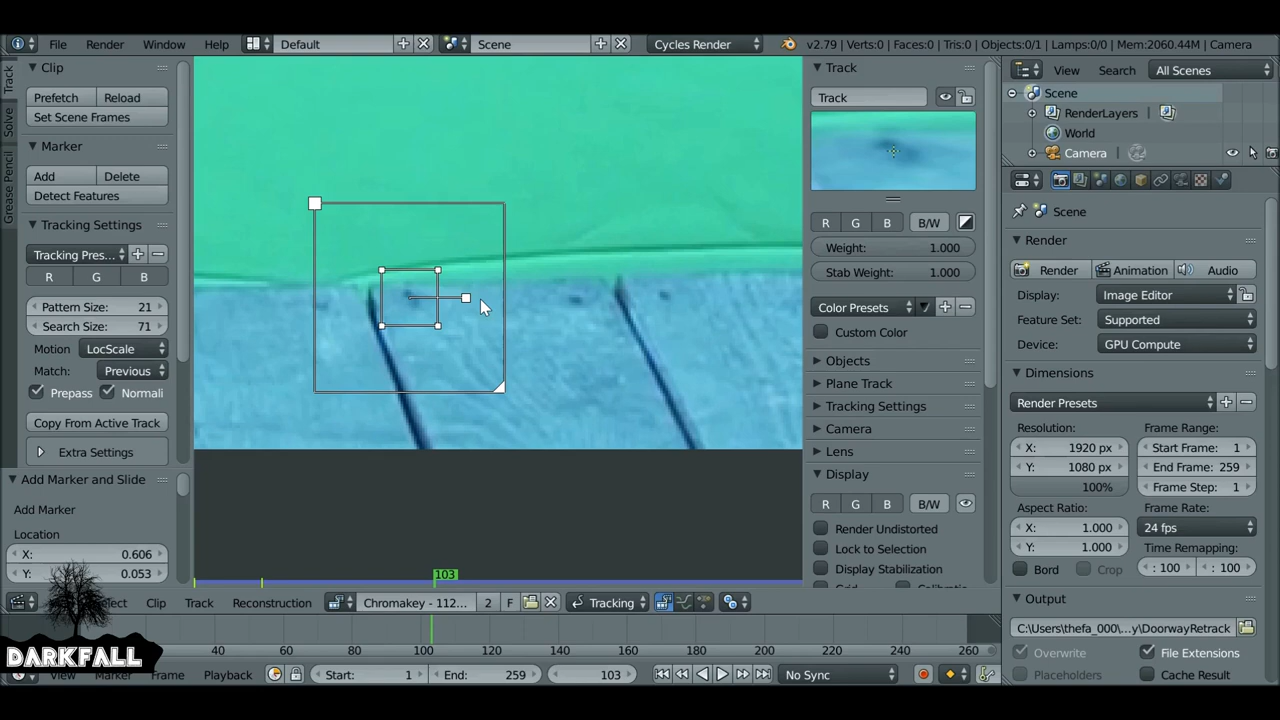 File Render Window Help Default Scene Cycles Render v2.79 | Verts:0 | Faces:0 | Tris:0 | Objects:0/1 | Lamps:0/0 | Mem:2060.44M | Camera
Track
Solve
Grease Pencil
Clip
Prefetch Reload
Set Scene Frames
Marker
Add Delete
Detect Features
Tracking Settings
Tracking Pres...
R G B
Pattern Size: 21
Search Size: 71
Motion LocScale
Match: Previous
Prepass Normali
Copy From Active Track
Extra Settings
Add Marker and Slide
Add Marker
Location
X: 0.606
Y: 0.053
103
Track
Track
R G B B/W
Weight: 1.000
Stab Weight: 1.000
Color Presets
Custom Color
Objects
Plane Track
Tracking Settings
Camera
Lens
Display
R G B B/W
Render Undistorted
Lock to Selection
Display Stabilization
View Search All Scenes
Scene
RenderLayers
World
Camera
Scene
Render
Render Animation Audio
Display: Image Editor
Feature Set: Supported
Device: GPU Compute
Dimensions
Render Presets
Resolution: Frame Range:
X: 1920 px Start Frame: 1
Y: 1080 px End Frame: 259
100% Frame Step: 1
Aspect Ratio: Frame Rate:
X: 1.000 24 fps
Y: 1.000 Time Remapping:
Bord Crop : 100 : 100
Output
C:\Users\thefa_000\...y\DoorwayRetrack
Overwrite File Extensions
Placeholders Cache Result
Clip Track Reconstruction Chromakey - 112... 2 F Tracking
40 60 80 100 120 140 160 180 200 220 240 260
View Marker Frame Playback Start: 1 End: 259 103 No Sync
DARKFALL